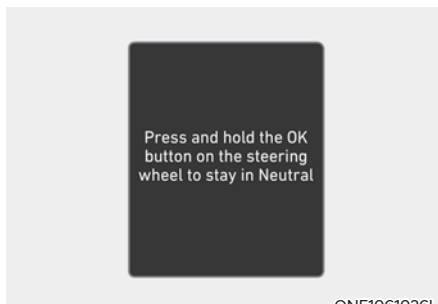 Press and hold the OK
button on the steering
wheel to stay in Neutral